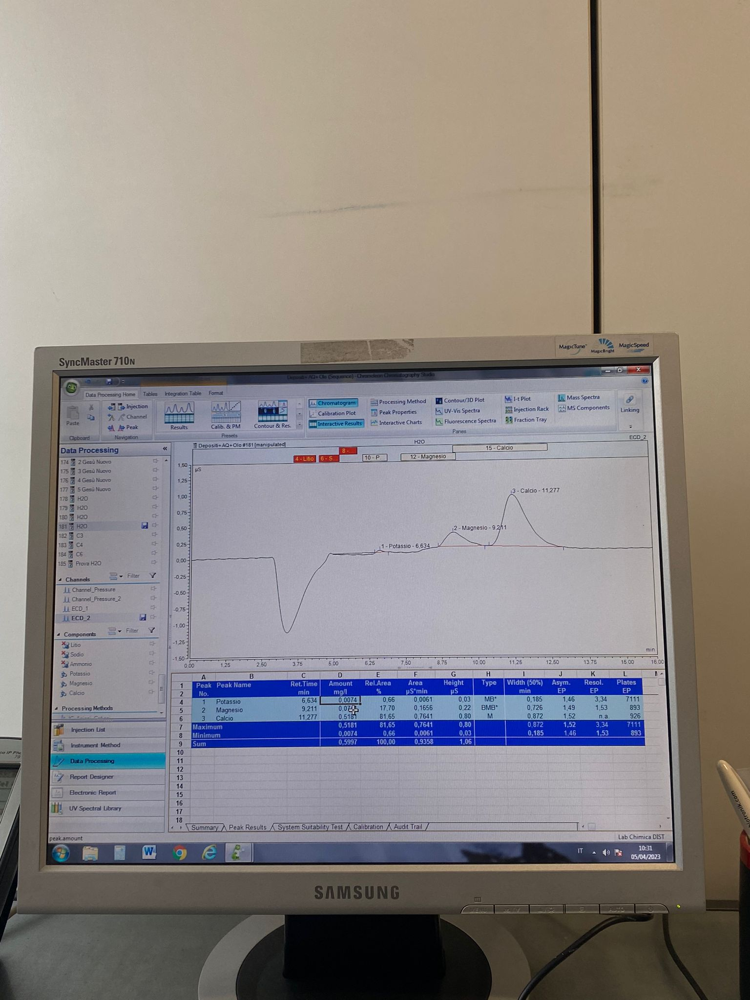 MagicTune™ MagicBright MagicSpeed
SyncMaster 710N
Depositi+ AQ+ Olo (Sequence) - Chromeleon Chromatography Studio
Data Processing Home Tables Integration Table Format
Paste
Clipboard
Injection
Channel
Peak
Navigation
Results
Calib. & PM
Contour & Res.
Presets
Chromatogram
Calibration Plot
Interactive Results
Processing Method
Peak Properties
Interactive Charts
Contour/3D Plot
UV-Vis Spectra
Fluorescence Spectra
I-t Plot
Injection Rack
Fraction Tray
Mass Spectra
MS Components
Panes
Linking
Data Processing «
174 2 Gesù Nuovo
175 3 Gesù Nuovo
176 4 Gesù Nuovo
177 5 Gesù Nuovo
178 H2O
179 H2O
180 H2O
181 H2O
182 C3
183 C4
184 C6
185 Prova H2O
Channels Filter
Channel_Pressure
Channel_Pressure_2
ECD_1
ECD_2
Components Filter
Litio
Sodio
Ammonio
Potassio
Magnesio
Calcio
Processing Methods
Injection List
Instrument Method
Data Processing
Report Designer
Electronic Report
UV Spectral Library
Depositi+AQ+Olo #181 [manipulated] H2O ECD_2
8 -... 15 - Calcio
4 - Litio 6 - S... 10 - P... 12 - Magnesio
µS
1,50
1,25
1,00
0,75
0,50
0,25
0,00
-0,25
-0,50
-0,75
-1,00
-1,25
-1,50
3 - Calcio - 11,277
2 - Magnesio - 9,211
1 - Potassio - 6,634
min
0,00 1,25 2,50 3,75 5,00 6,25 7,50 8,75 10,00 11,25 12,50 13,75 15,00 16,00
A B C D E F G H I J K L
1 Peak Peak Name Ret.Time Amount Rel.Area Area Height Type Width (50%) Asym. Resol. Plates
2 No. min mg/l % µS*min µS min EP EP EP
4 1 Potassio 6,634 0,0074 0,66 0,0061 0,03 MB* 0,185 1,46 3,34 7111
5 2 Magnesio 9,211 17,70 0,1656 0,22 BMB* 0,726 1,49 1,53 893
6 3 Calcio 11,277 0,5181 81,65 0,7641 0,80 M 0,872 1,52 n.a. 926
7 Maximum 0,5181 81,65 0,7641 0,80 0,872 1,52 3,34 7111
8 Minimum 0,0074 0,66 0,0061 0,03 0,185 1,46 1,53 893
9 Sum 0,5997 100,00 0,9358 1,06
10
11
12
13
14
15
16
17
18
Summary Peak Results System Suitability Test Calibration Audit Trail
peak.amount Lab Chimica DIST
IT 10:31
05/04/2023
SAMSUNG
MENU AUTO